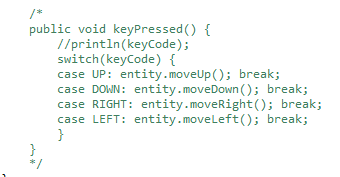 /*
public void keyPressed() {
//println(keyCode);
switch(keyCode) {
case UP: entity.moveUp(); break;
case DOWN: entity.moveDown(); break;
case RIGHT: entity.moveRight(); break;
case LEFT: entity.moveLeft(); break;
}
}
*/